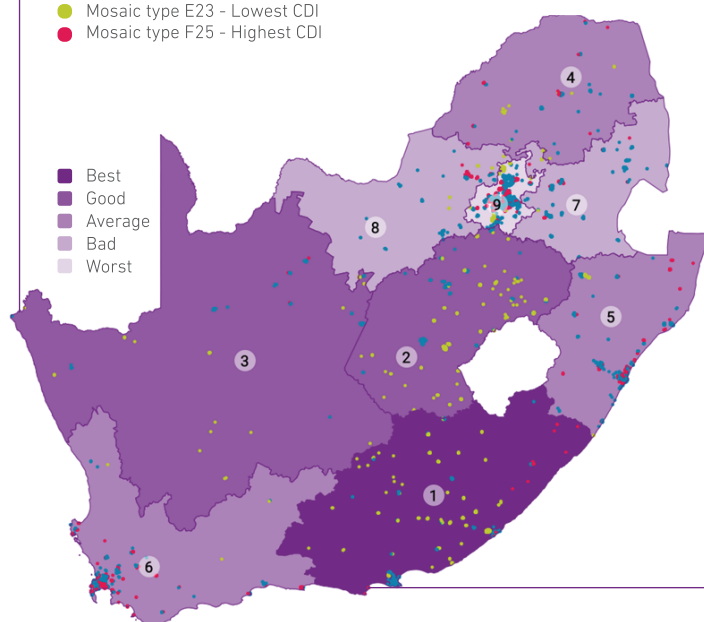 Mosaic type E23 - Lowest CDI
Mosaic type F25 - Highest CDI
4
Best
Good
Average
Bad
Worst
9
7
8
5
2
3
1
6